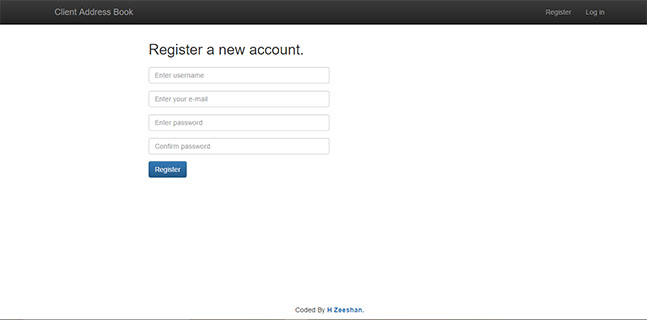 Client Address Book Register Log in
Register a new account.
Enter username
Enter your e-mail
Enter password
Confirm password
Register
Coded By H Zeeshan.